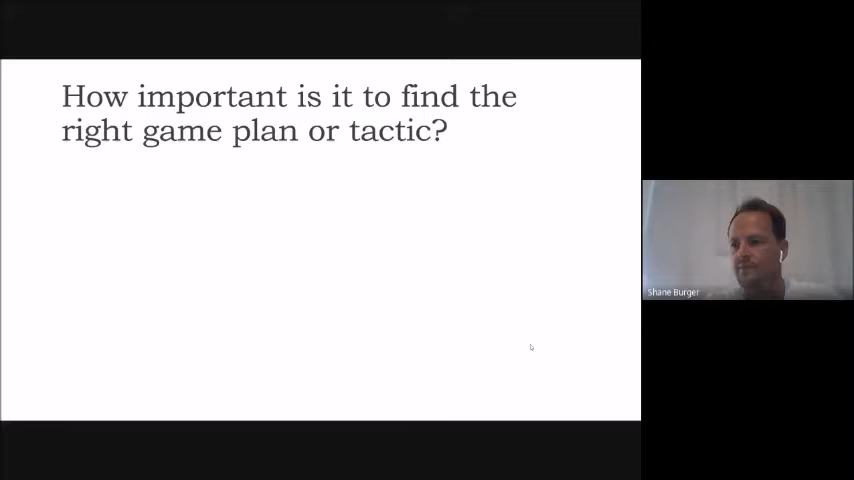 How important is it to find the
right game plan or tactic?
Shane Burger